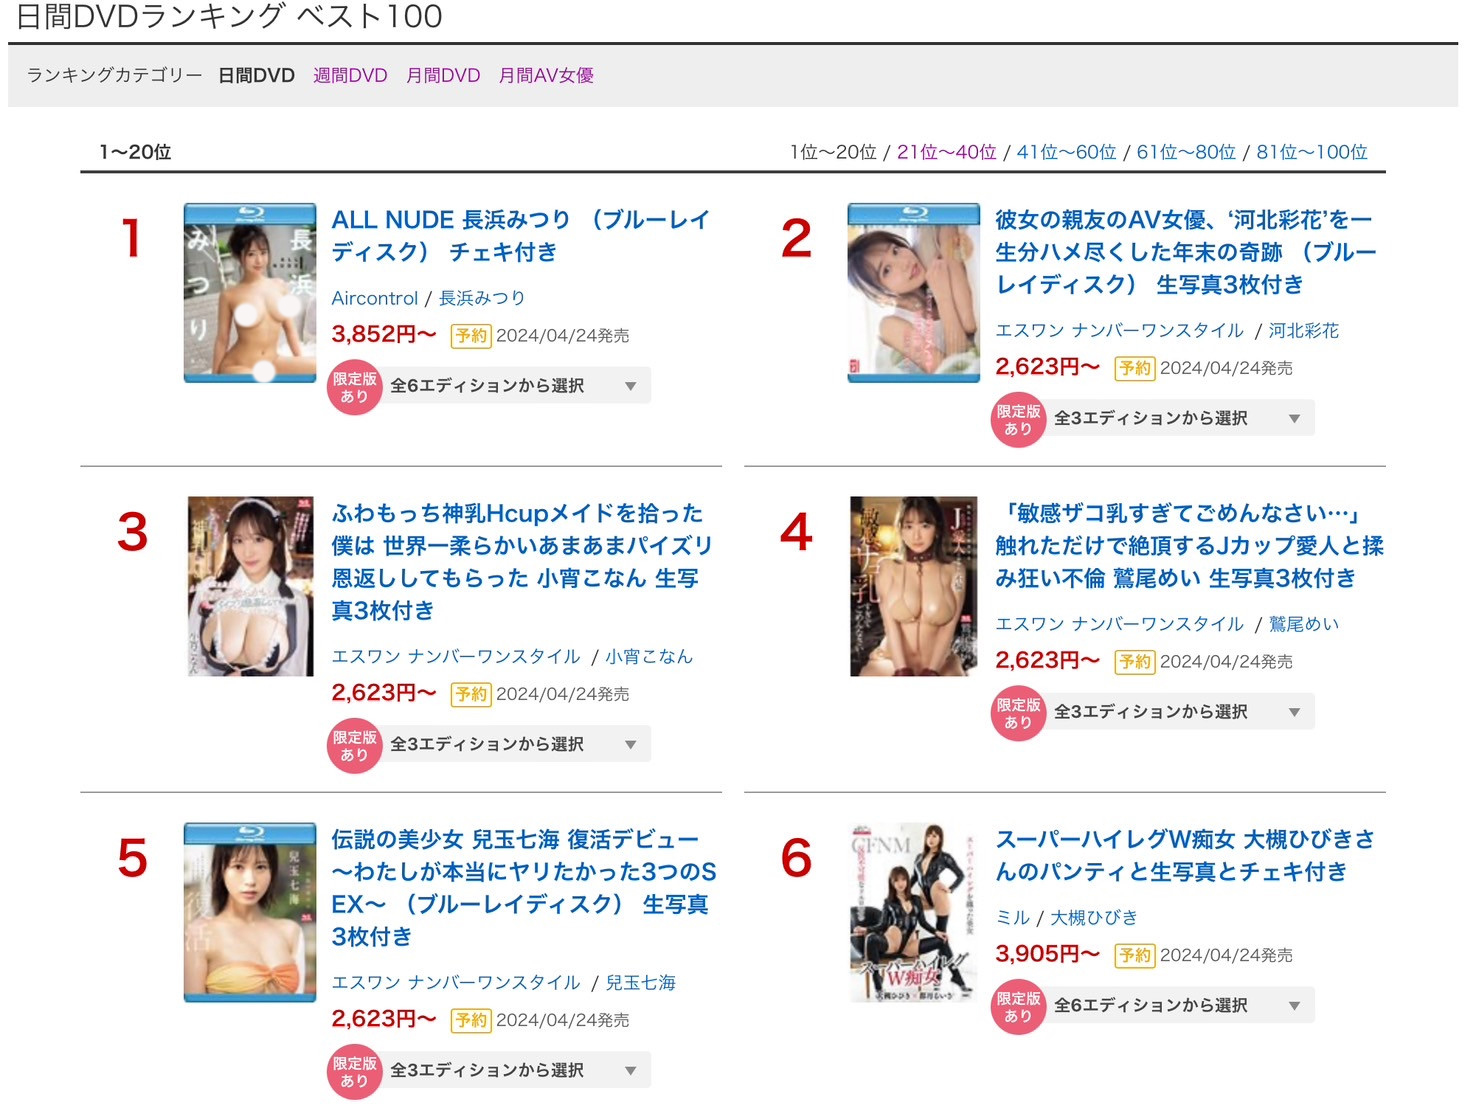 日間DVDランキング ベスト100
ランキングカテゴリー 日間DVD 週間DVD 月間DVD 月間AV女優
1〜20位
1位〜20位 / 21位〜40位 / 41位〜60位 / 61位〜80位 / 81位〜100位
1
長浜
みつり
ALL NUDE 長浜みつり （ブルーレイ
ディスク） チェキ付き
Aircontrol / 長浜みつり
3,852円〜 予約 2024/04/24発売
限定版
あり
全6エディションから選択
2
彼女の親友のAV女優、‘河北彩花’を一
生分ハメ尽くした年末の奇跡 （ブルー
レイディスク） 生写真3枚付き
エスワン ナンバーワンスタイル / 河北彩花
2,623円〜 予約 2024/04/24発売
限定版
あり
全3エディションから選択
3
ふわもっち神乳Hcupメイドを拾った
僕は 世界一柔らかいあまあまパイズリ
恩返ししてもらった 小宵こなん 生写
真3枚付き
エスワン ナンバーワンスタイル / 小宵こなん
2,623円〜 予約 2024/04/24発売
限定版
あり
全3エディションから選択
4
「敏感ザコ乳すぎてごめんなさい…」
触れただけで絶頂するJカップ愛人と揉
み狂い不倫 鷲尾めい 生写真3枚付き
エスワン ナンバーワンスタイル / 鷲尾めい
2,623円〜 予約 2024/04/24発売
限定版
あり
全3エディションから選択
5
兒玉七海
伝説の美少女 兒玉七海 復活デビュー
〜わたしが本当にヤリたかった3つのS
EX〜 （ブルーレイディスク） 生写真
3枚付き
エスワン ナンバーワンスタイル / 兒玉七海
2,623円〜 予約 2024/04/24発売
限定版
あり
全3エディションから選択
6
CFNM
スーパーハイレグ
W痴女
スーパーハイレグW痴女 大槻ひびきさ
んのパンティと生写真とチェキ付き
ミル / 大槻ひびき
3,905円〜 予約 2024/04/24発売
限定版
あり
全6エディションから選択